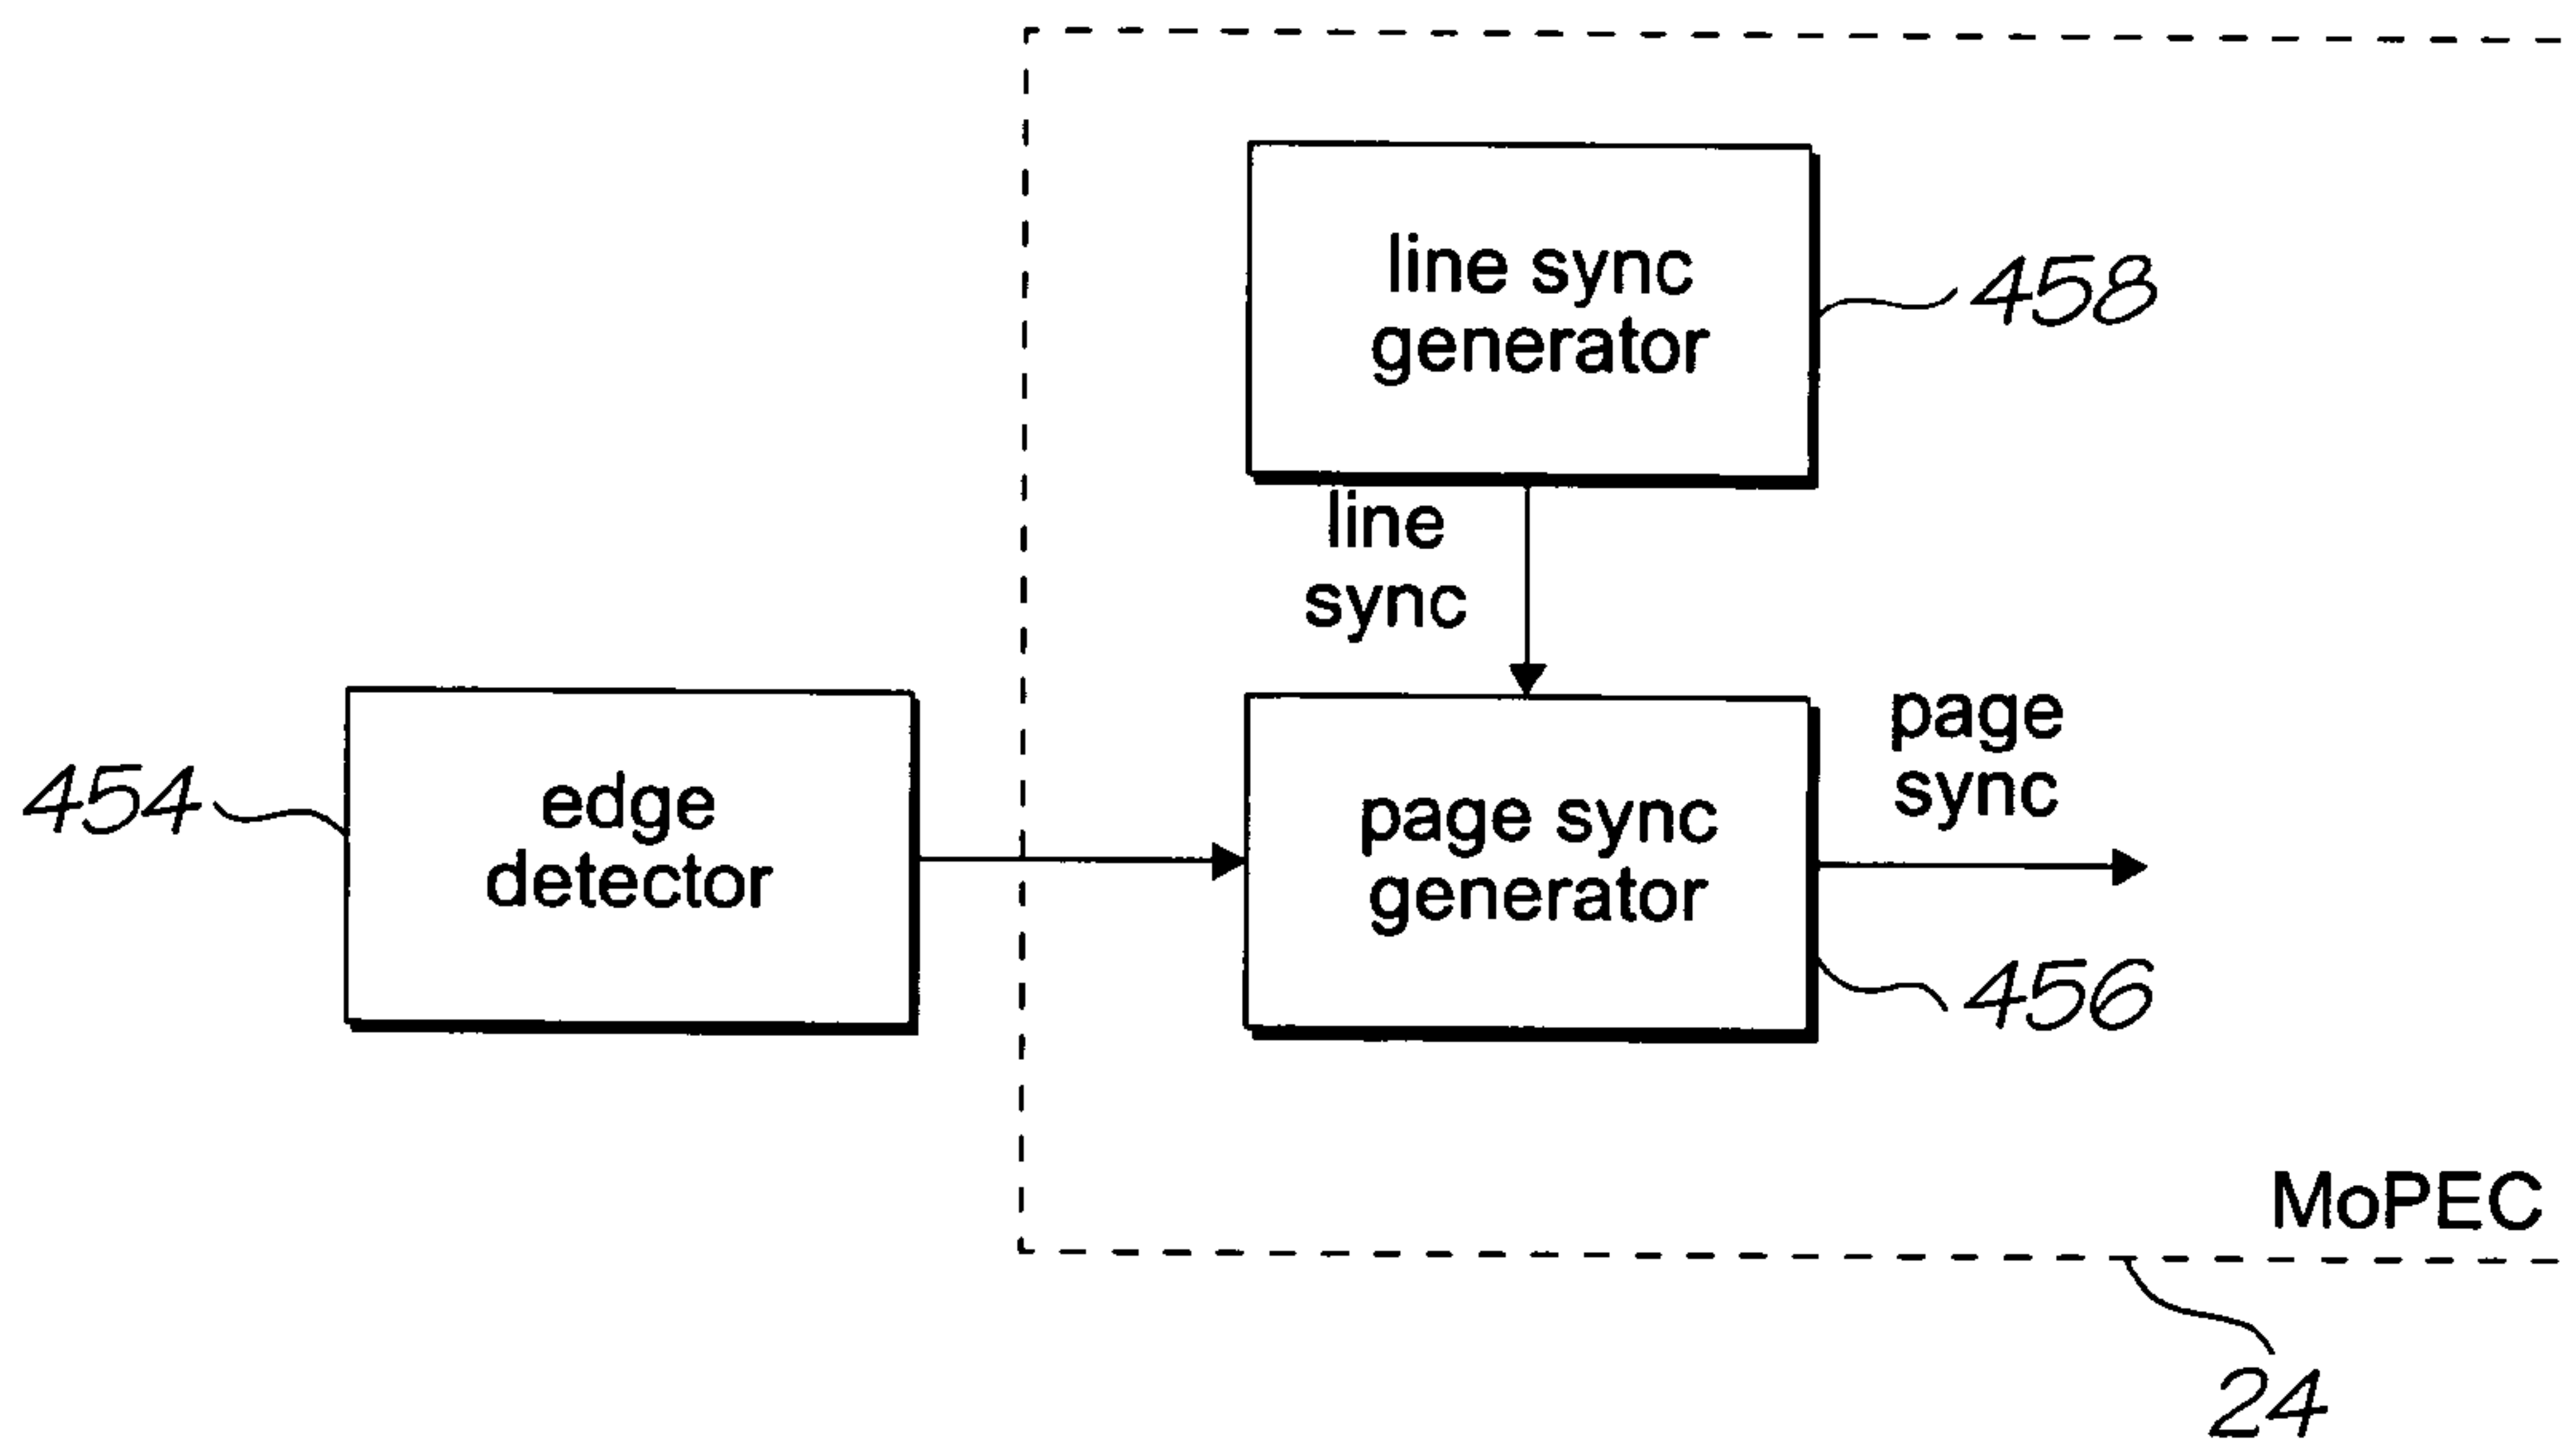 line sync
generator
458
line
sync
454
edge
detector
page sync
generator
page
sync
456
MoPEC
24